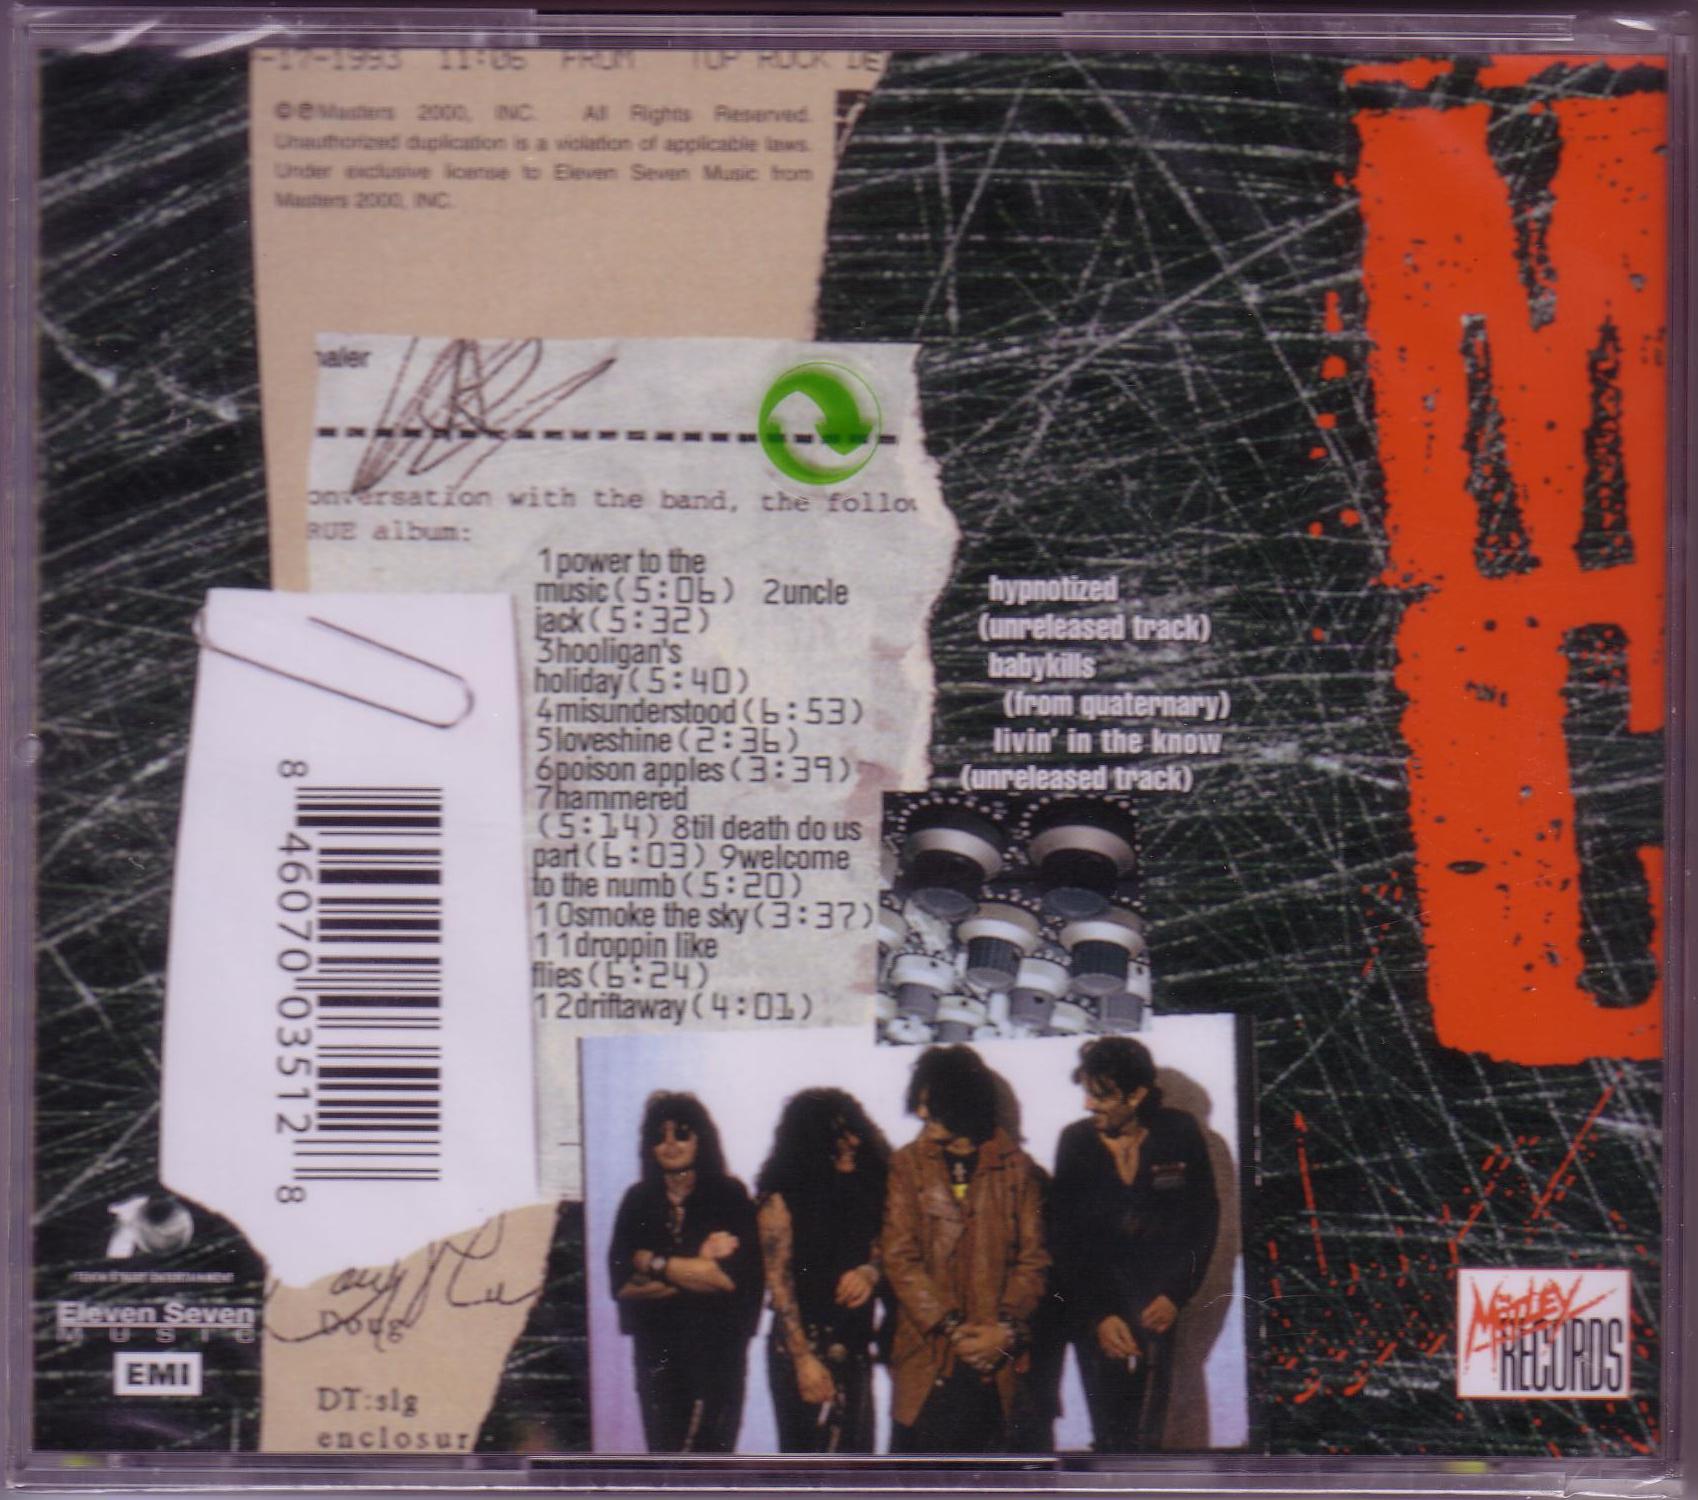 -17-1993 11:06 FROM TOP ROCK DE
©℗Masters 2000, INC. All Rights Reserved.
Unauthorized duplication is a violation of applicable laws.
Under exclusive license to Eleven Seven Music from
Masters 2000, INC.
naler
onversation with the band, the follow
RUE album:
1power to the
music(5:06) 2uncle
jack(5:32)
3hooligan's
holiday(5:40)
4misunderstood(6:53)
5loveshine(2:36)
6poison apples(3:39)
7hammered
(5:14) 8til death do us
part(6:03) 9welcome
to the numb(5:20)
10smoke the sky(3:37)
11droppin like
flies(6:24)
12driftaway(4:01)
hypnotized
(unreleased track)
babykills
(from quaternary)
livin' in the know
(unreleased track)
8 46070 03512 8
Eleven Seven
MUSIC
EMI
Doug
DT:slg
enclosur
MÖTLEY
RECORDS